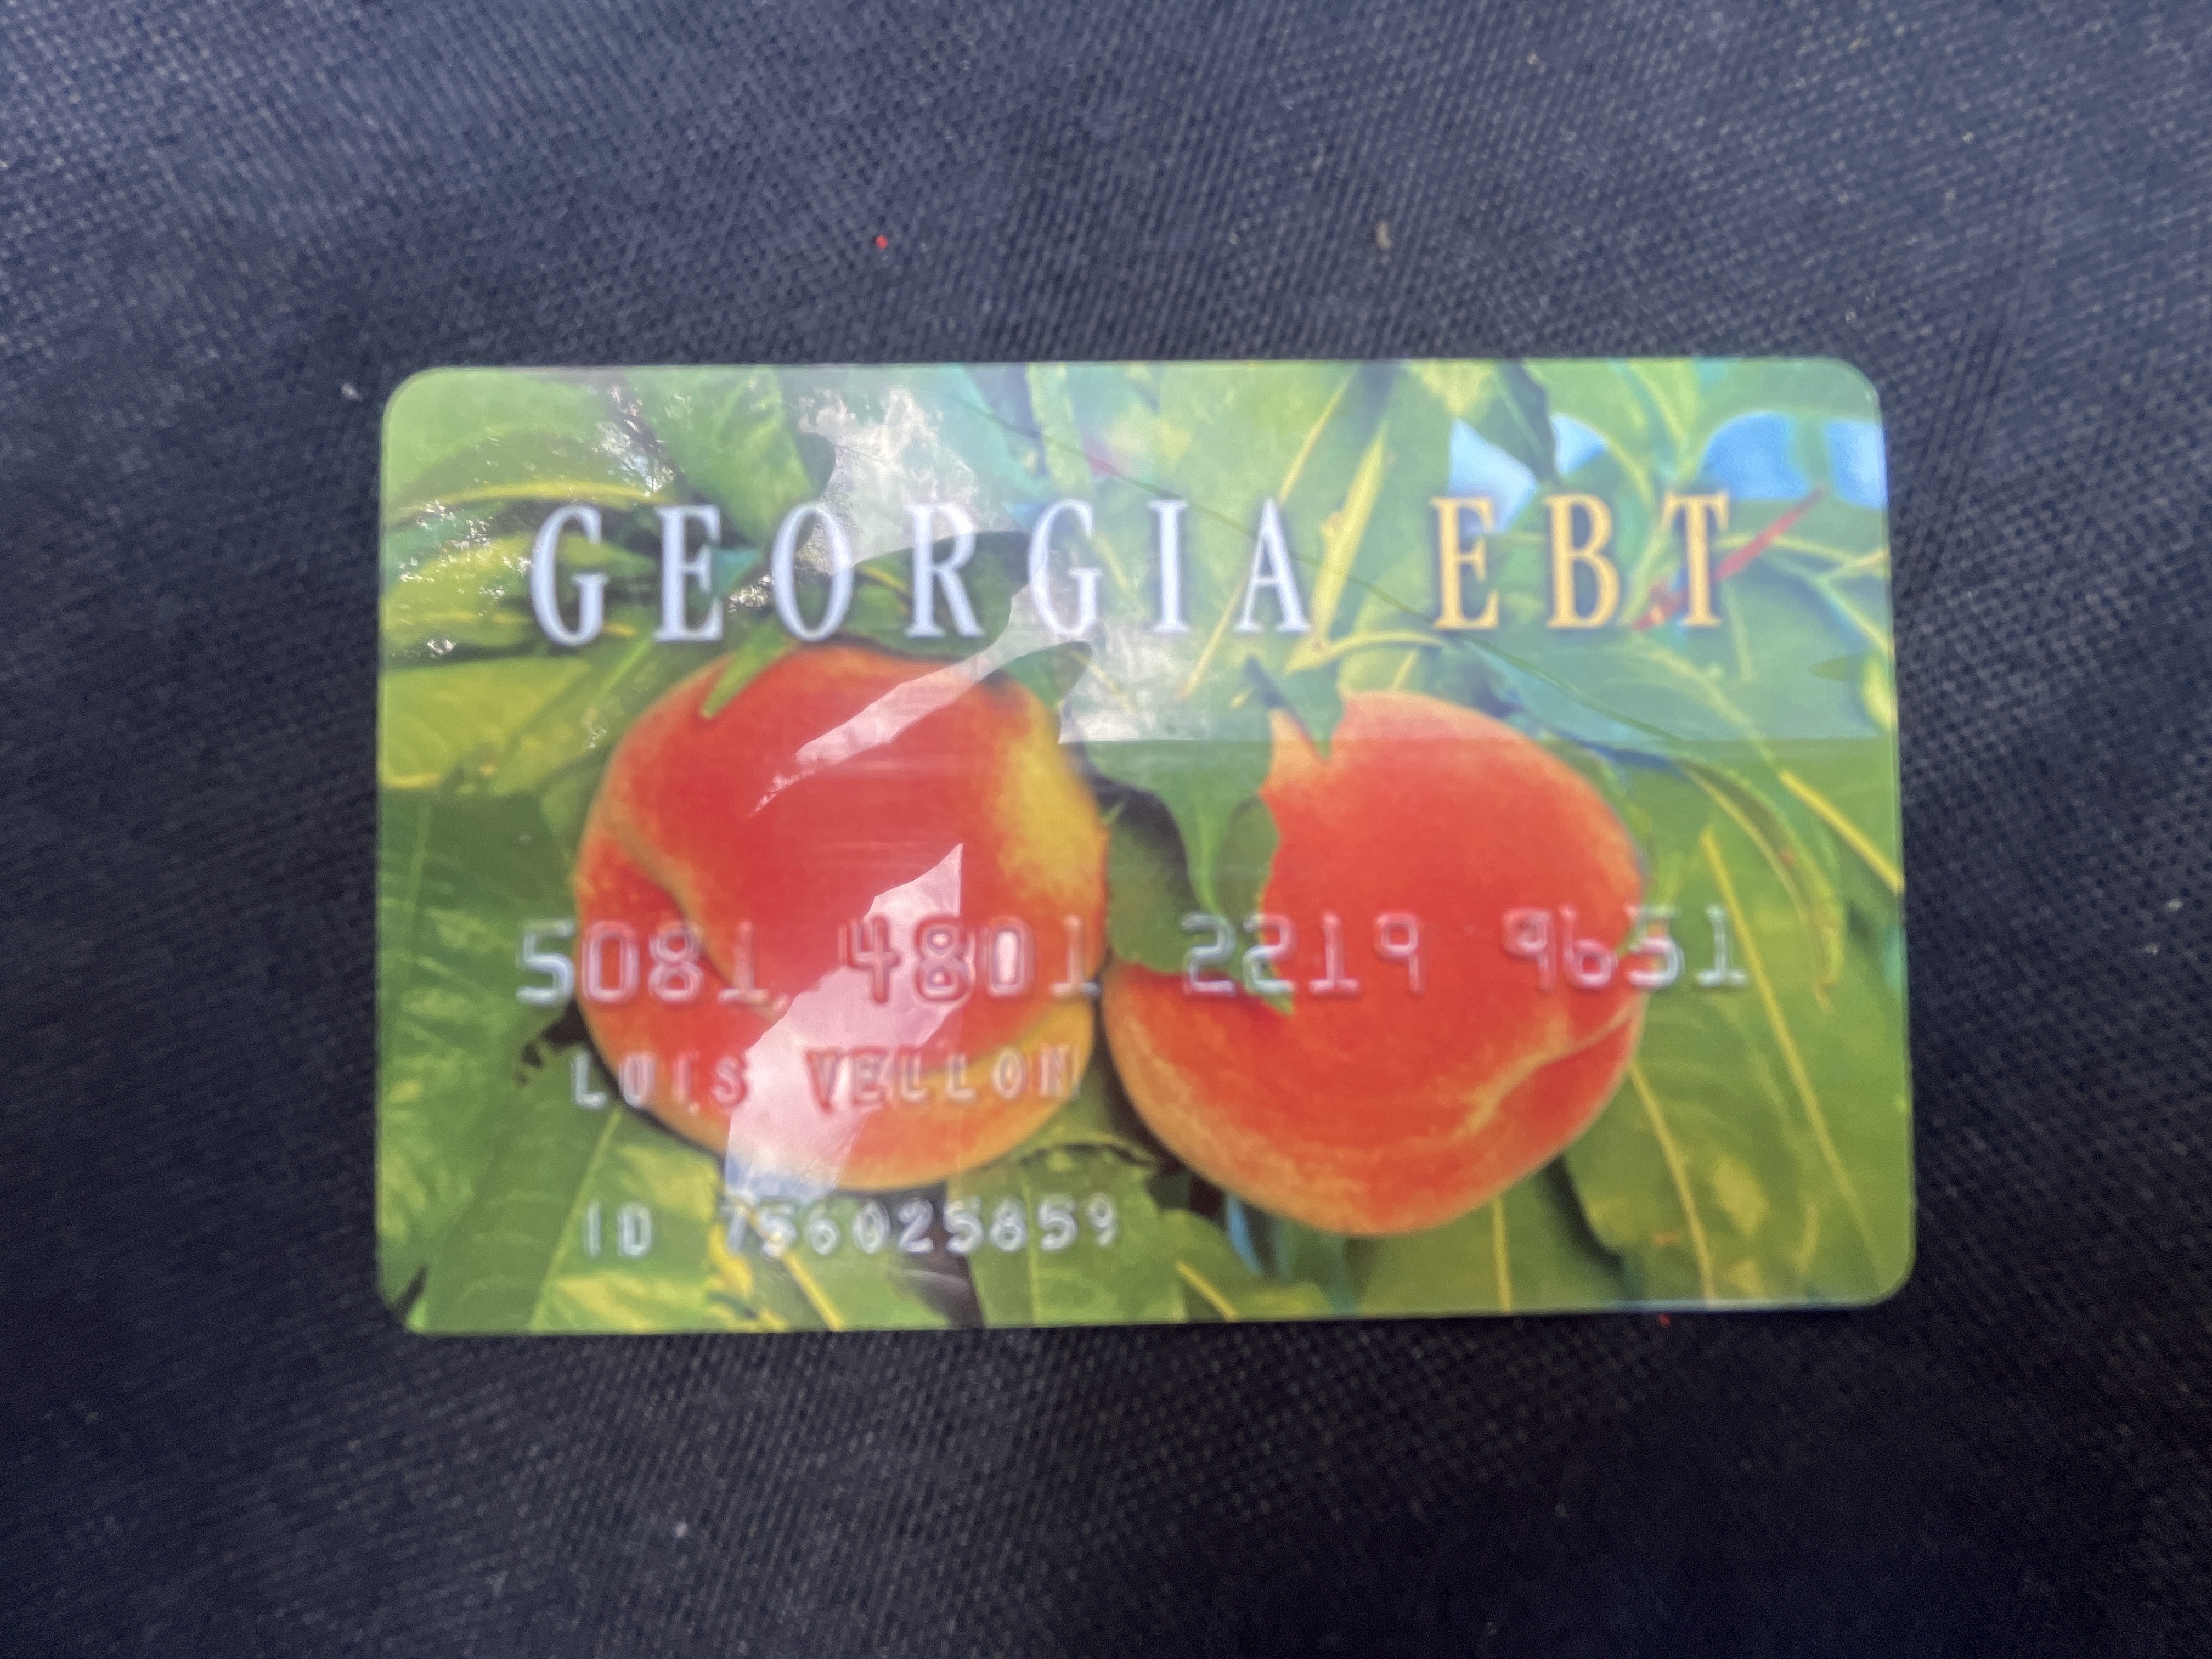 GEORGIA EBT
5081 4801 2219 9651
LUIS VELLON
ID 756025859